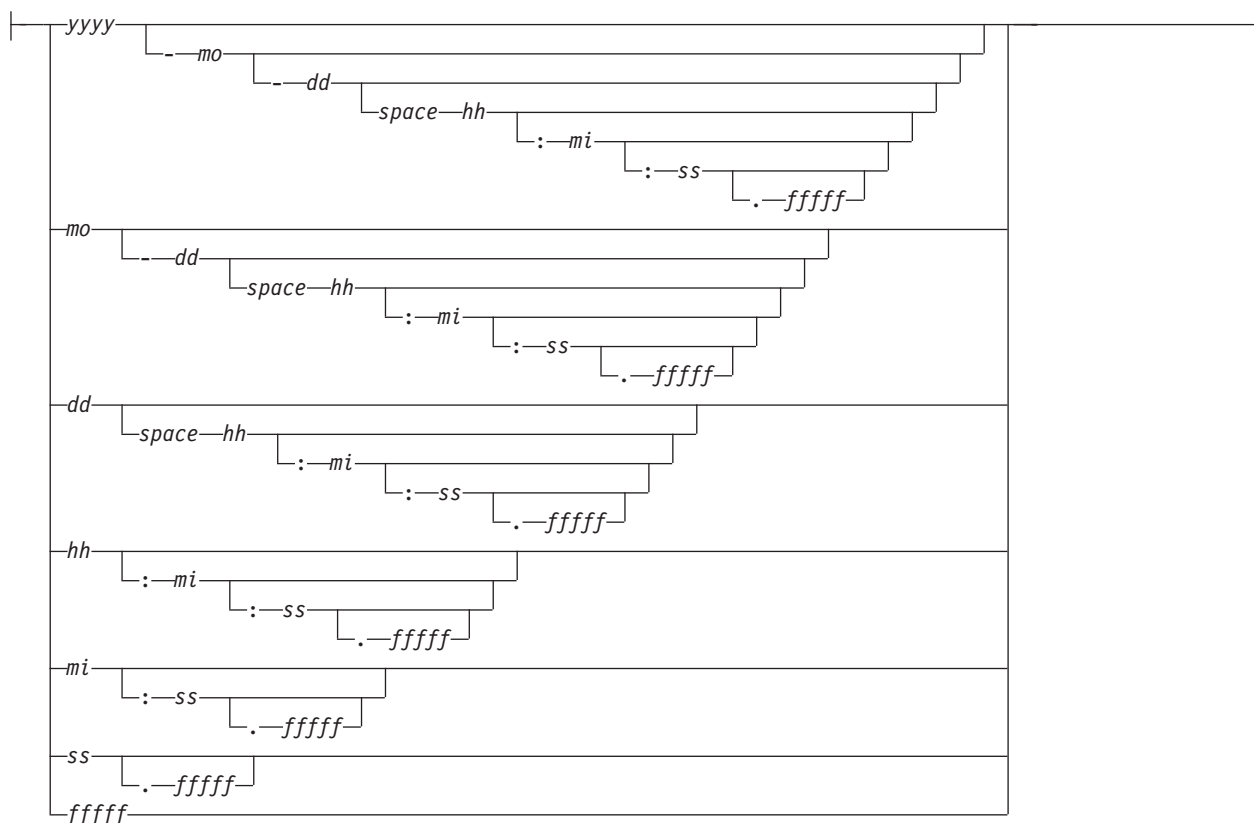 yyyy
- mo
- dd
space hh
: mi
: ss
. fffff
mo
- dd
space hh
: mi
: ss
. fffff
dd
space hh
: mi
: ss
. fffff
hh
: mi
: ss
. fffff
mi
: ss
. fffff
ss
. fffff
fffff